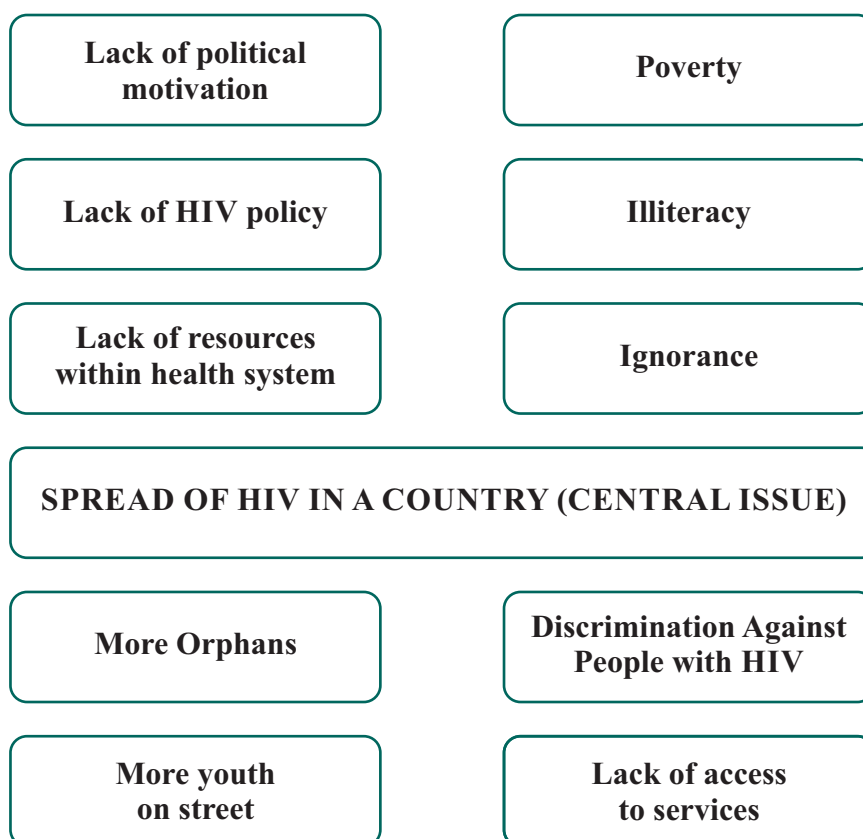 Lack of political
motivation
Poverty
Lack of HIV policy
Illiteracy
Lack of resources
within health system
Ignorance
SPREAD OF HIV IN A COUNTRY (CENTRAL ISSUE)
More Orphans
Discrimination Against
People with HIV
More youth
on street
Lack of access
to services